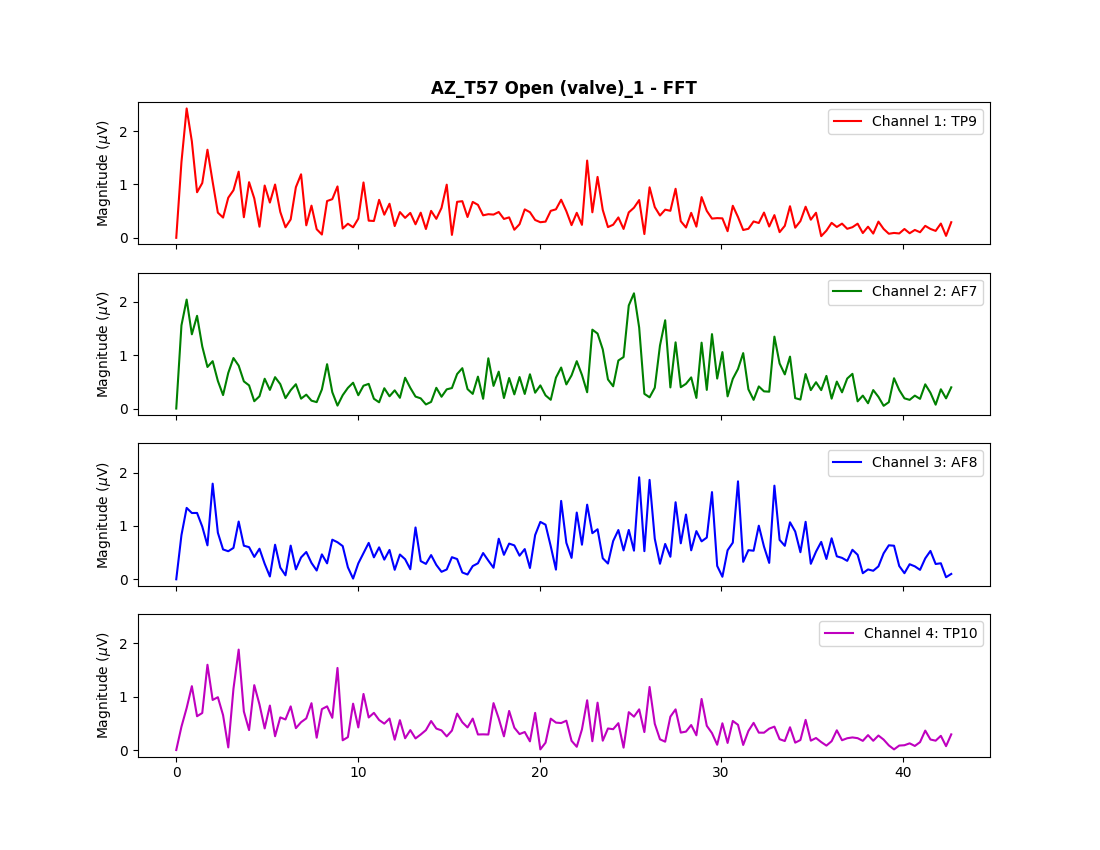 AZ_T57 Open (valve)_1 - FFT
Magnitude (μV)
2
1
0
Channel 1: TP9
Magnitude (μV)
2
1
0
Channel 2: AF7
Magnitude (μV)
2
1
0
Channel 3: AF8
Magnitude (μV)
2
1
0
Channel 4: TP10
0 10 20 30 40